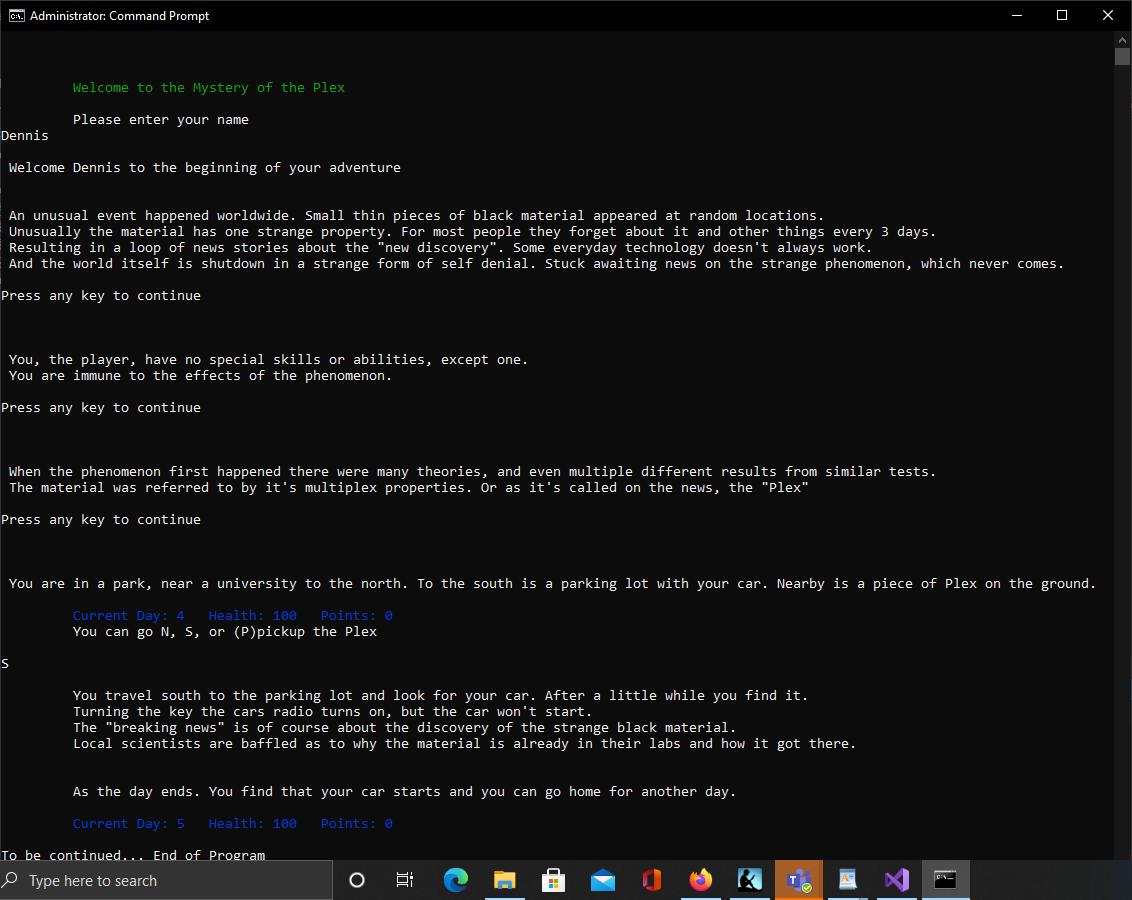 Administrator: Command Prompt
Welcome to the Mystery of the Plex
Please enter your name
Dennis
Welcome Dennis to the beginning of your adventure
An unusual event happened worldwide. Small thin pieces of black material appeared at random locations.
Unusually the material has one strange property. For most people they forget about it and other things every 3 days.
Resulting in a loop of news stories about the "new discovery". Some everyday technology doesn't always work.
And the world itself is shutdown in a strange form of self denial. Stuck awaiting news on the strange phenomenon, which never comes.
Press any key to continue
You, the player, have no special skills or abilities, except one.
You are immune to the effects of the phenomenon.
Press any key to continue
When the phenomenon first happened there were many theories, and even multiple different results from similar tests.
The material was referred to by it's multiplex properties. Or as it's called on the news, the "Plex"
Press any key to continue
You are in a park, near a university to the north. To the south is a parking lot with your car. Nearby is a piece of Plex on the ground.
Current Day: 4   Health: 100   Points: 0
You can go N, S, or (P)pickup the Plex
S
You travel south to the parking lot and look for your car. After a little while you find it.
Turning the key the cars radio turns on, but the car won't start.
The "breaking news" is of course about the discovery of the strange black material.
Local scientists are baffled as to why the material is already in their labs and how it got there.
As the day ends. You find that your car starts and you can go home for another day.
Current Day: 5   Health: 100   Points: 0
To be continued... End of Program
Type here to search